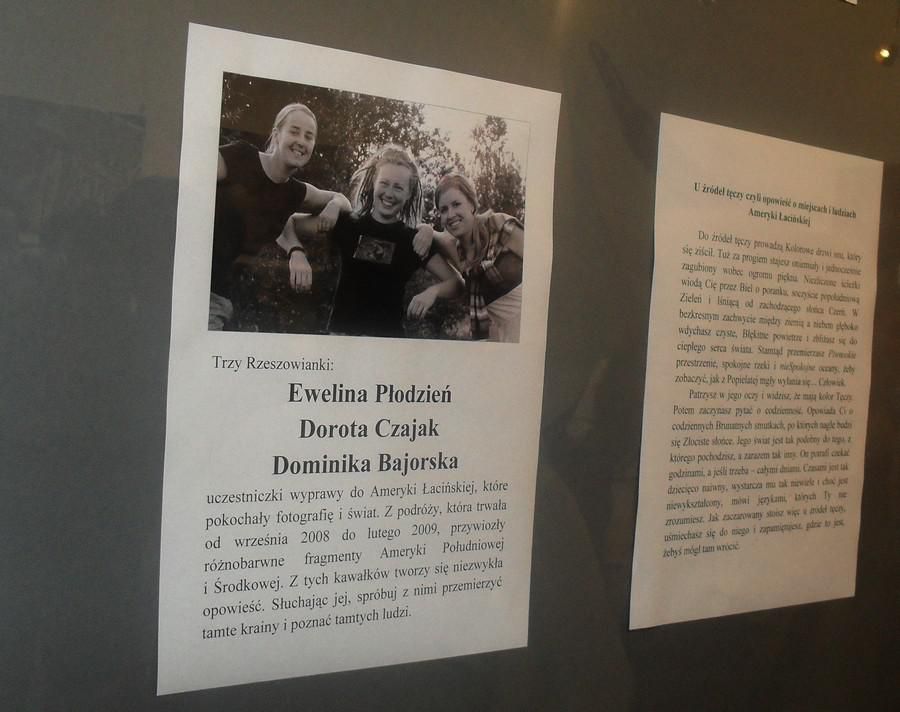 Trzy Rzeszowianki:
Ewelina Płodzień
Dorota Czajak
Dominika Bajorska
uczestniczki wyprawy do Ameryki Łacińskiej, które
pokochały fotografię i świat. Z podróży, która trwała
od września 2008 do lutego 2009, przywiozły
różnobarwne fragmenty Ameryki Południowej
i Środkowej. Z tych kawałków tworzy się niezwykła
opowieść. Słuchając jej, spróbuj z nimi przemierzyć
tamte krainy i poznać tamtych ludzi.
U źródeł tęczy czyli opowieść o miejscach i ludziach
Ameryki Łacińskiej
Do źródeł tęczy prowadzą Kolorowe drzwi snu, który
się ziścił. Tuż za progiem stajesz oniemiały i jednocześnie
zagubiony wobec ogromu piękna. Niezliczone ścieżki
wiodą Cię przez Biel o poranku, soczyście popołudniową
Zieleń i lśniącą od zachodzącego słońca Czerń. W
bezkresnym zachwycie między ziemią a niebem głęboko
wdychasz czyste, Błękitne powietrze i zbliżasz się do
ciepłego serca świata. Stamtąd przemierzasz Piwnookie
przestrzenie, spokojne rzeki i nieSpokojne oceany, żeby
zobaczyć, jak z Popielatej mgły wyłania się... Człowiek.
Patrzysz w jego oczy i widzisz, że mają kolor Tęczy.
Potem zaczynasz pytać o codzienność. Opowiada Ci o
codziennych Brunatnych smutkach, po których nagle budzi
się Złociste słońce. Jego świat jest tak podobny do tego, z
którego pochodzisz, a zarazem tak inny. On potrafi czekać
godzinami, a jeśli trzeba – całymi dniami. Czasami jest tak
dziecięco naiwny, wystarcza mu tak niewiele i choć jest
niewykształcony, mówi językami, których Ty nie
zrozumiesz. Jak zaczarowany stoisz więc u źródeł tęczy,
uśmiechasz się do niego i zapamiętujesz, gdzie to jest,
żebyś mógł tam wrócić.